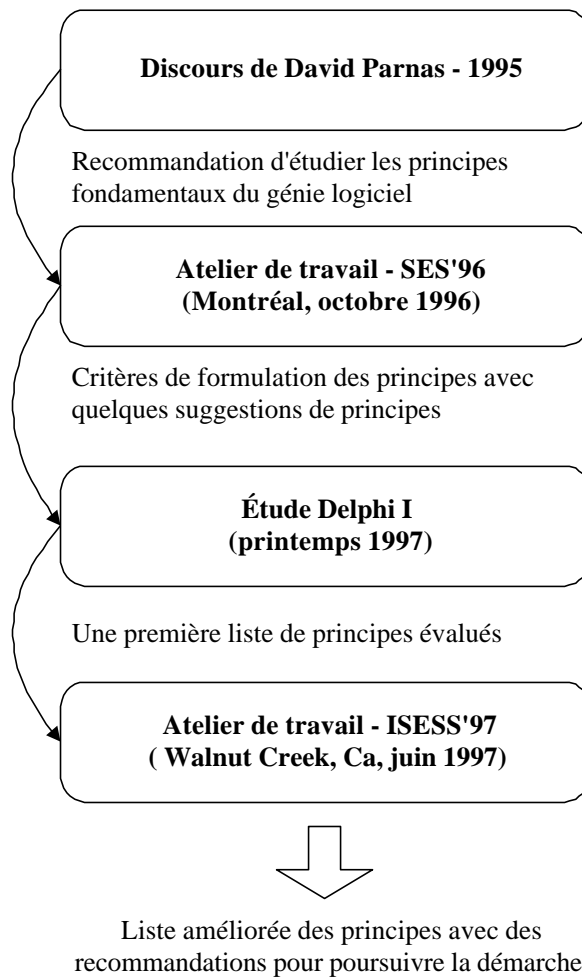 Discours de David Parnas - 1995
Recommandation d'étudier les principes
fondamentaux du génie logiciel
Atelier de travail - SES'96
(Montréal, octobre 1996)
Critères de formulation des principes avec
quelques suggestions de principes
Étude Delphi I
(printemps 1997)
Une première liste de principes évalués
Atelier de travail - ISESS'97
( Walnut Creek, Ca, juin 1997)
Liste améliorée des principes avec des
recommandations pour poursuivre la démarche